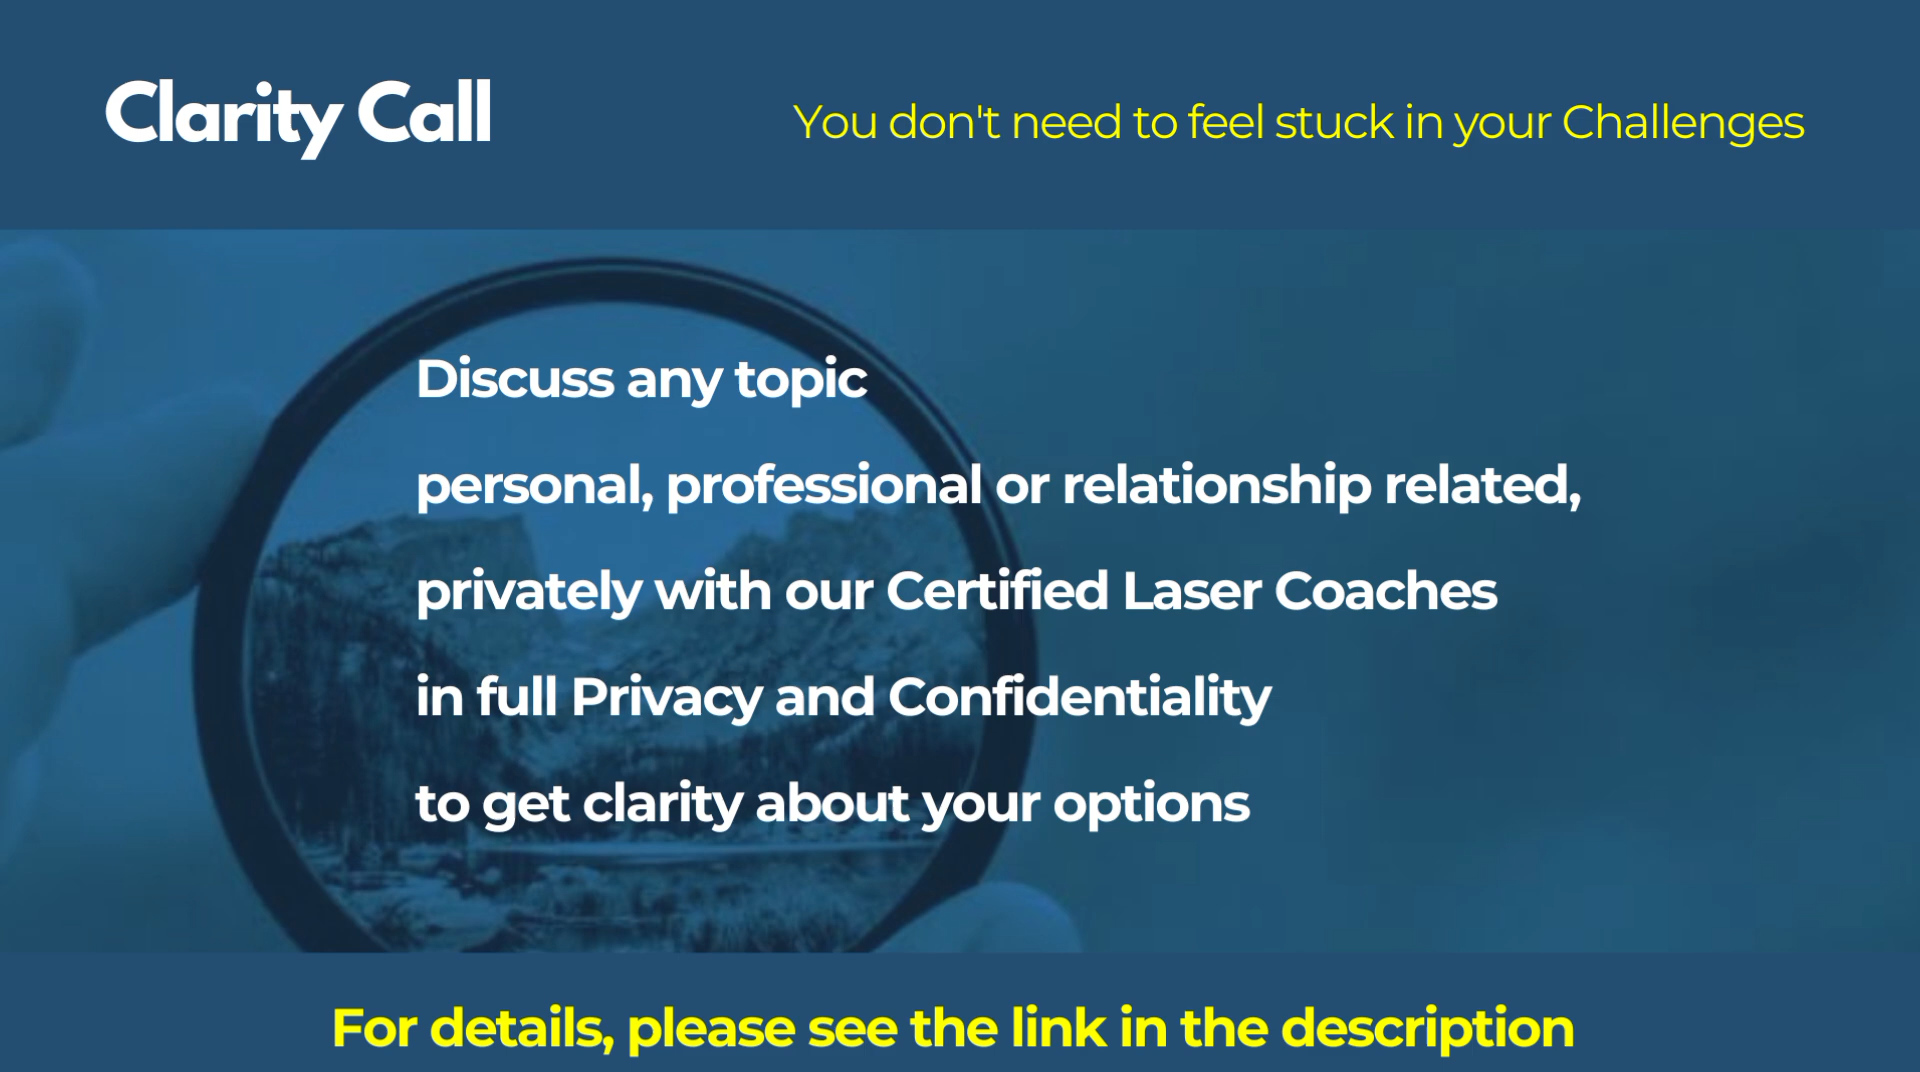 Clarity Call
You don't need to feel stuck in your Challenges
Discuss any topic
personal, professional or relationship related,
privately with our Certified Laser Coaches
in full Privacy and Confidentiality
to get clarity about your options
For details, please see the link in the description